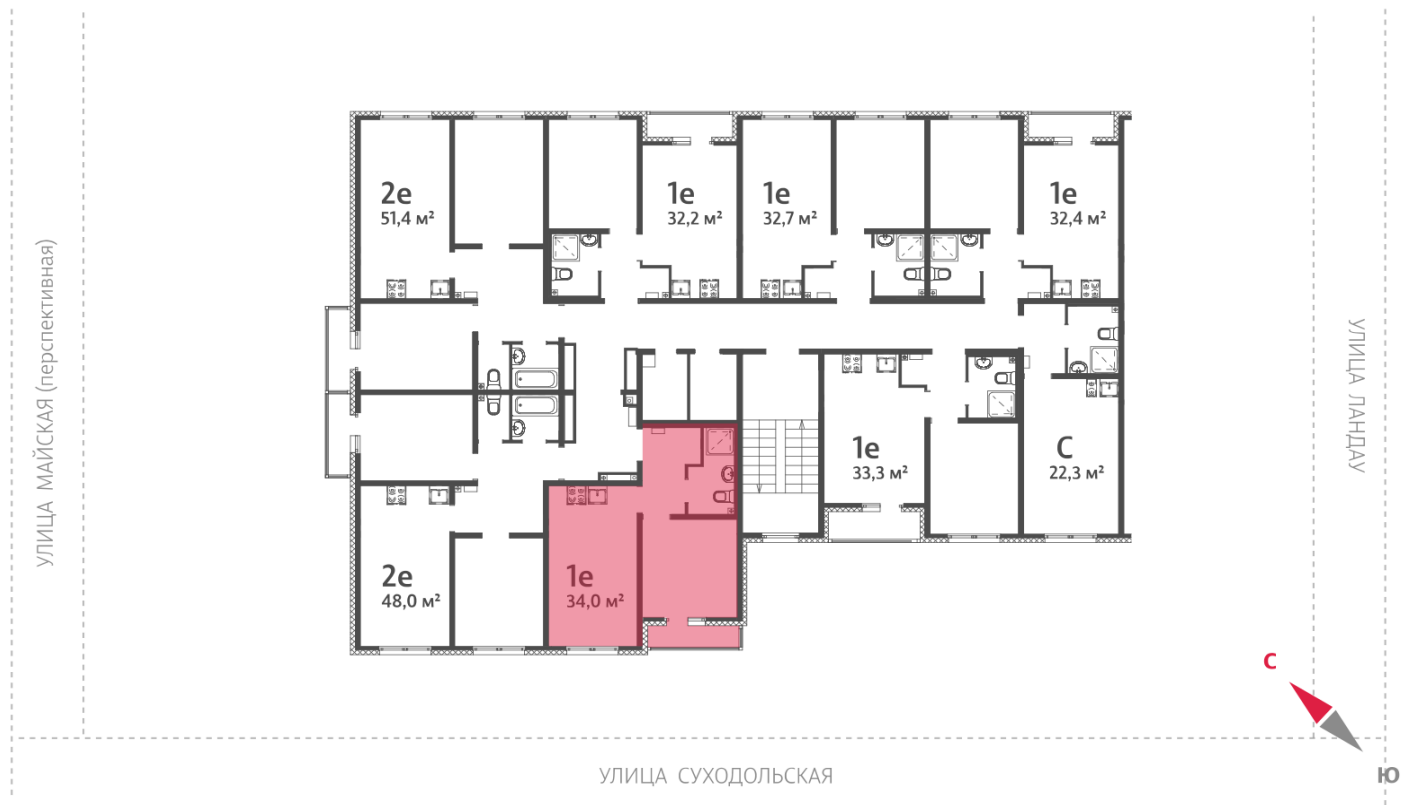 2е
51,4 м²
1е
32,2 м²
1е
32,7 м²
1е
32,4 м²
УЛИЦА МАЙСКАЯ (перспективная)
УЛИЦА ЛАНДАУ
1е
33,3 м²
С
22,3 м²
2е
48,0 м²
1е
34,0 м²
С
Ю
УЛИЦА СУХОДОЛЬСКАЯ